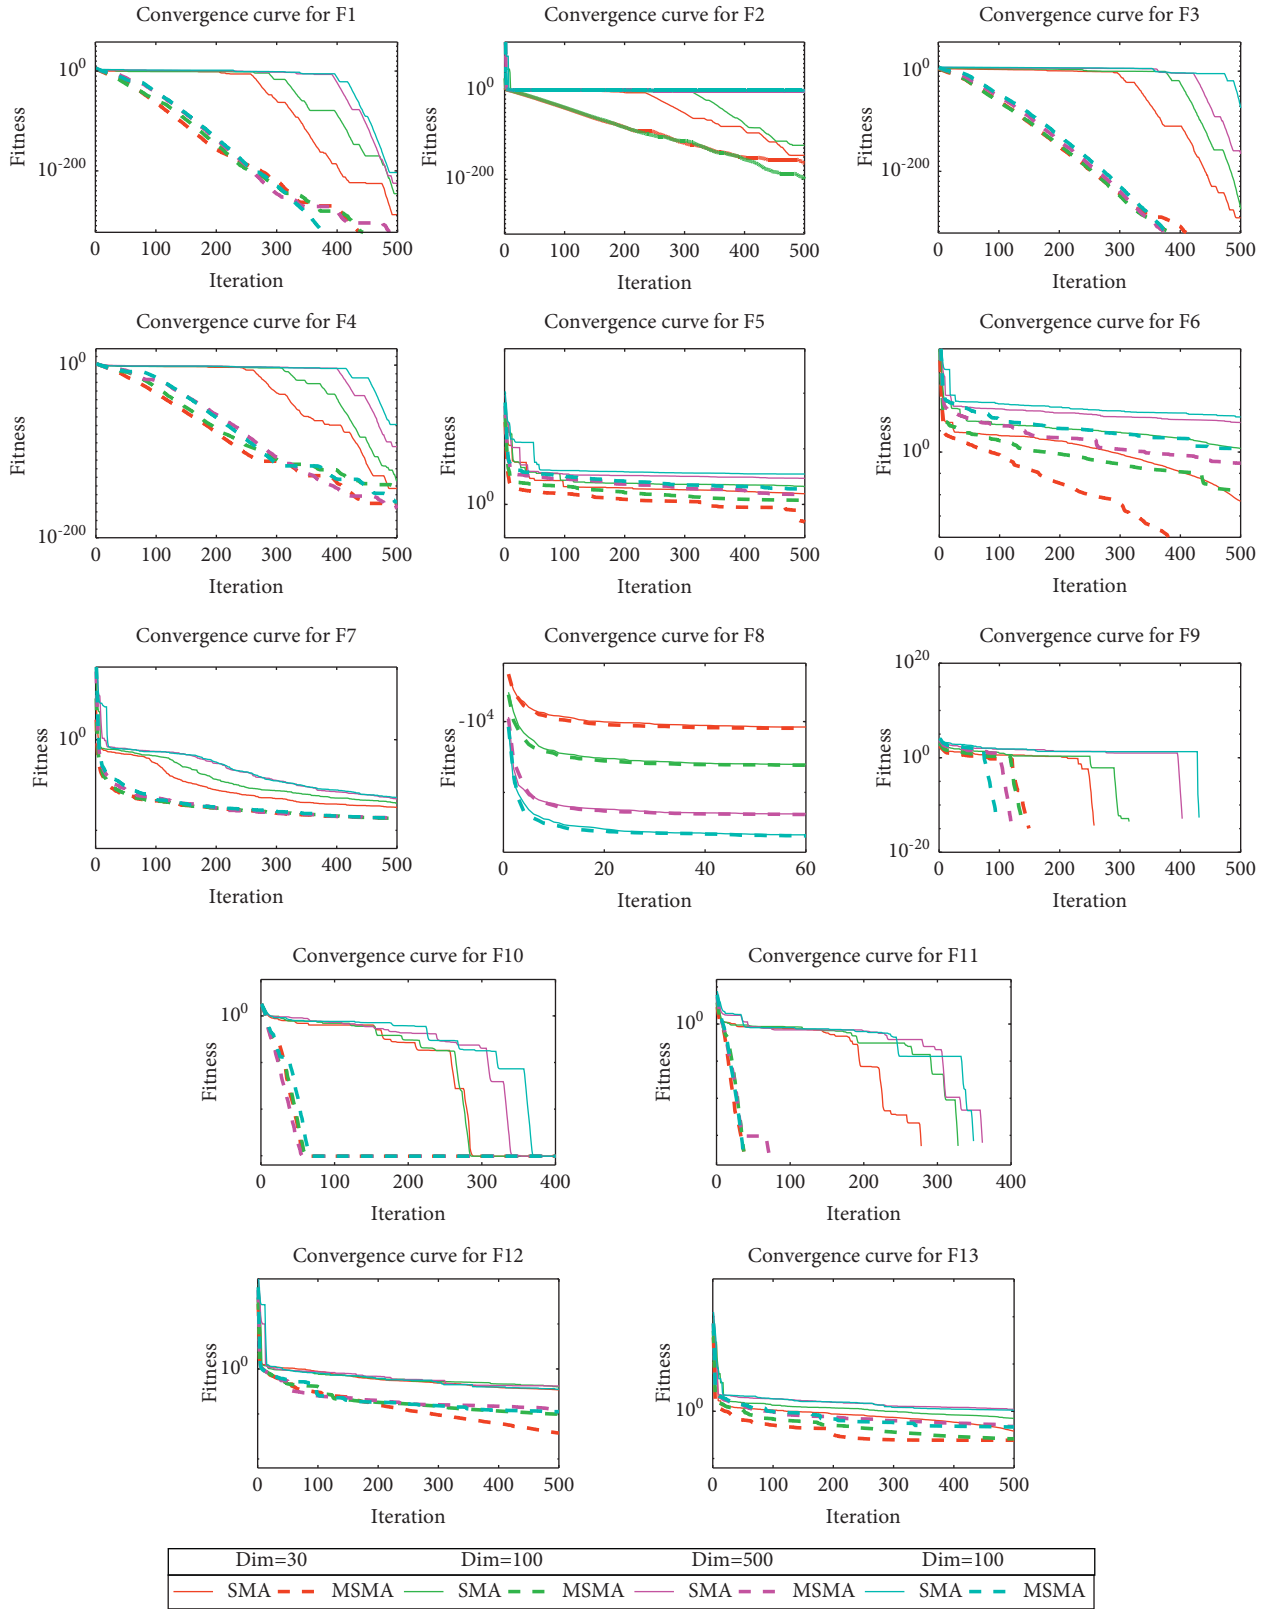 Convergence curve for F1
Convergence curve for F2
Convergence curve for F3
10^0
10^-200
Fitness
0 100 200 300 400 500
Iteration
10^0
10^-200
Fitness
0 100 200 300 400 500
Iteration
10^0
10^-200
Fitness
0 100 200 300 400 500
Iteration
Convergence curve for F4
Convergence curve for F5
Convergence curve for F6
10^0
10^-200
Fitness
0 100 200 300 400 500
Iteration
10^0
Fitness
0 100 200 300 400 500
Iteration
10^0
Fitness
0 100 200 300 400 500
Iteration
Convergence curve for F7
Convergence curve for F8
Convergence curve for F9
10^0
Fitness
0 100 200 300 400 500
Iteration
-10^4
Fitness
0 20 40 60
Iteration
10^20
10^0
10^-20
Fitness
0 100 200 300 400 500
Iteration
Convergence curve for F10
Convergence curve for F11
10^0
Fitness
0 100 200 300 400
Iteration
10^0
Fitness
0 100 200 300 400
Iteration
Convergence curve for F12
Convergence curve for F13
10^0
Fitness
0 100 200 300 400 500
Iteration
10^0
Fitness
0 100 200 300 400 500
Iteration
Dim=30 Dim=100 Dim=500 Dim=100
SMA MSMA SMA MSMA SMA MSMA SMA MSMA